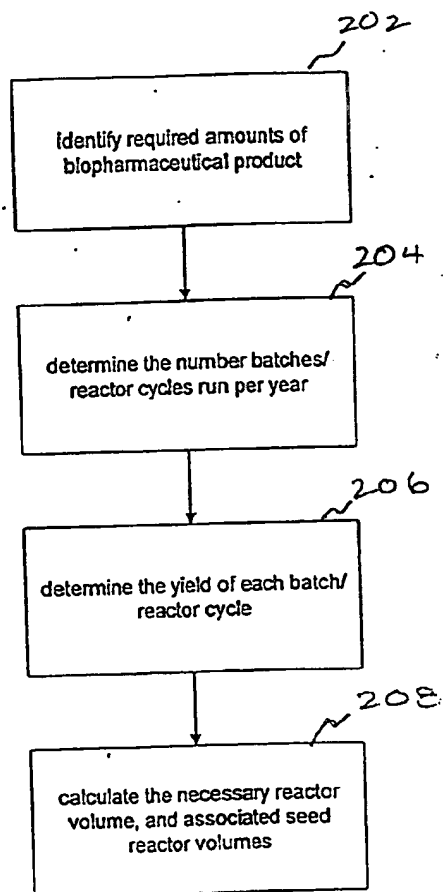 202
identify required amounts of
biopharmaceutical product
204
determine the number batches/
reactor cycles run per year
206
determine the yield of each batch/
reactor cycle
208
calculate the necessary reactor
volume, and associated seed
reactor volumes